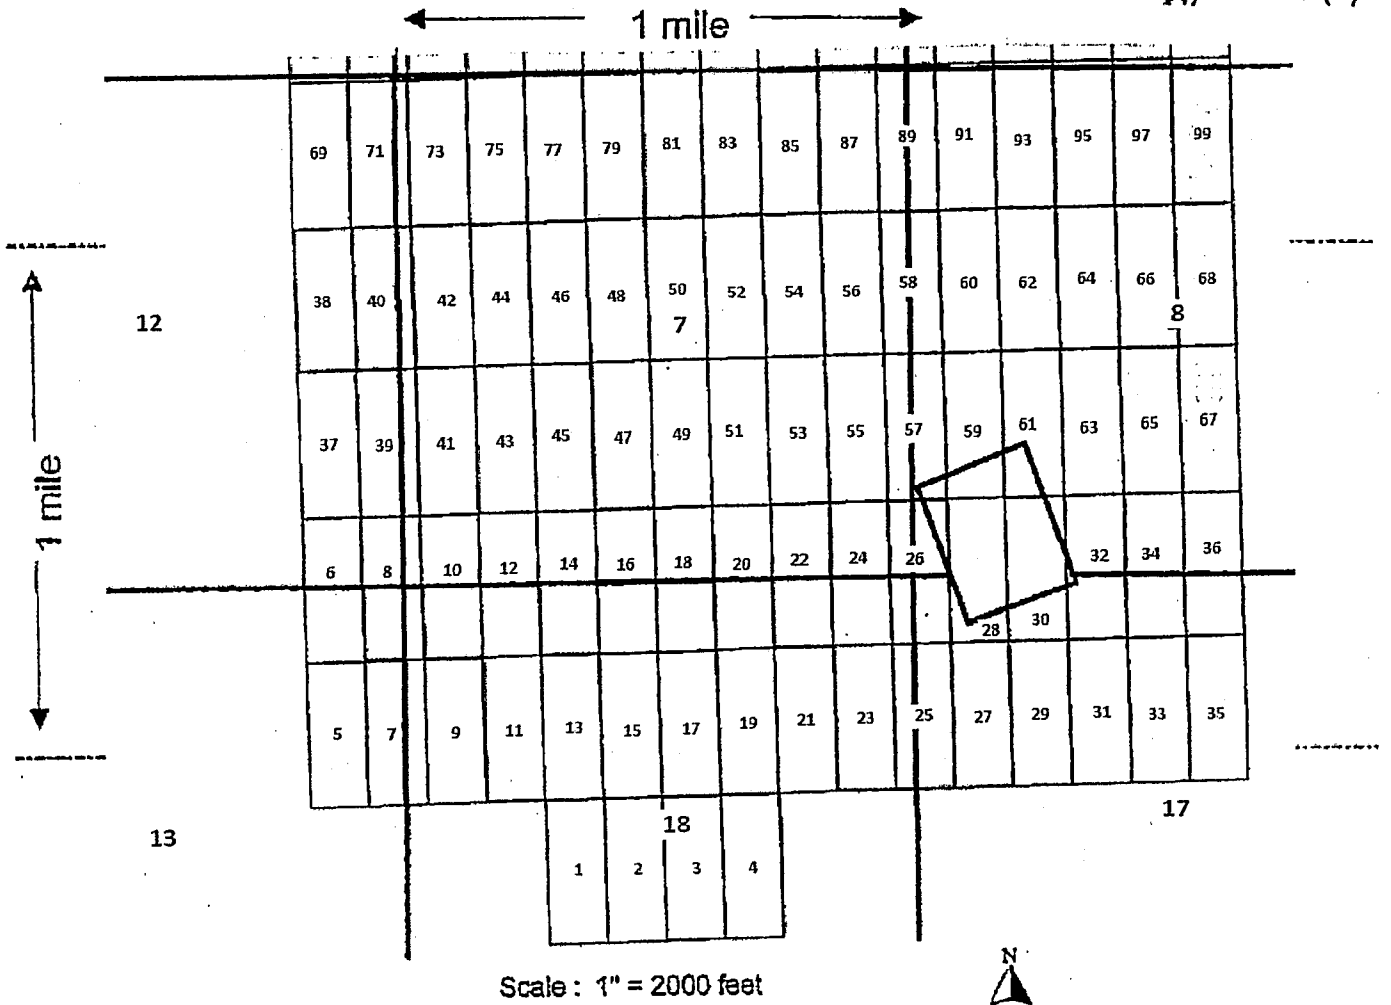 1 mile
69 71 73 75 77 79 81 83 85 87 89 91 93 95 97 99
38 40 42 44 46 48 50 52 54 56 58 60 62 64 66 68
12 7 8
37 39 41 43 45 47 49 51 53 55 57 59 61 63 65 67
1 mile
6 8 10 12 14 16 18 20 22 24 26 32 34 36
28 30
5 7 9 11 13 15 17 19 21 23 25 27 29 31 33 35
13 18 17
1 2 3 4
N
Scale : 1" = 2000 feet